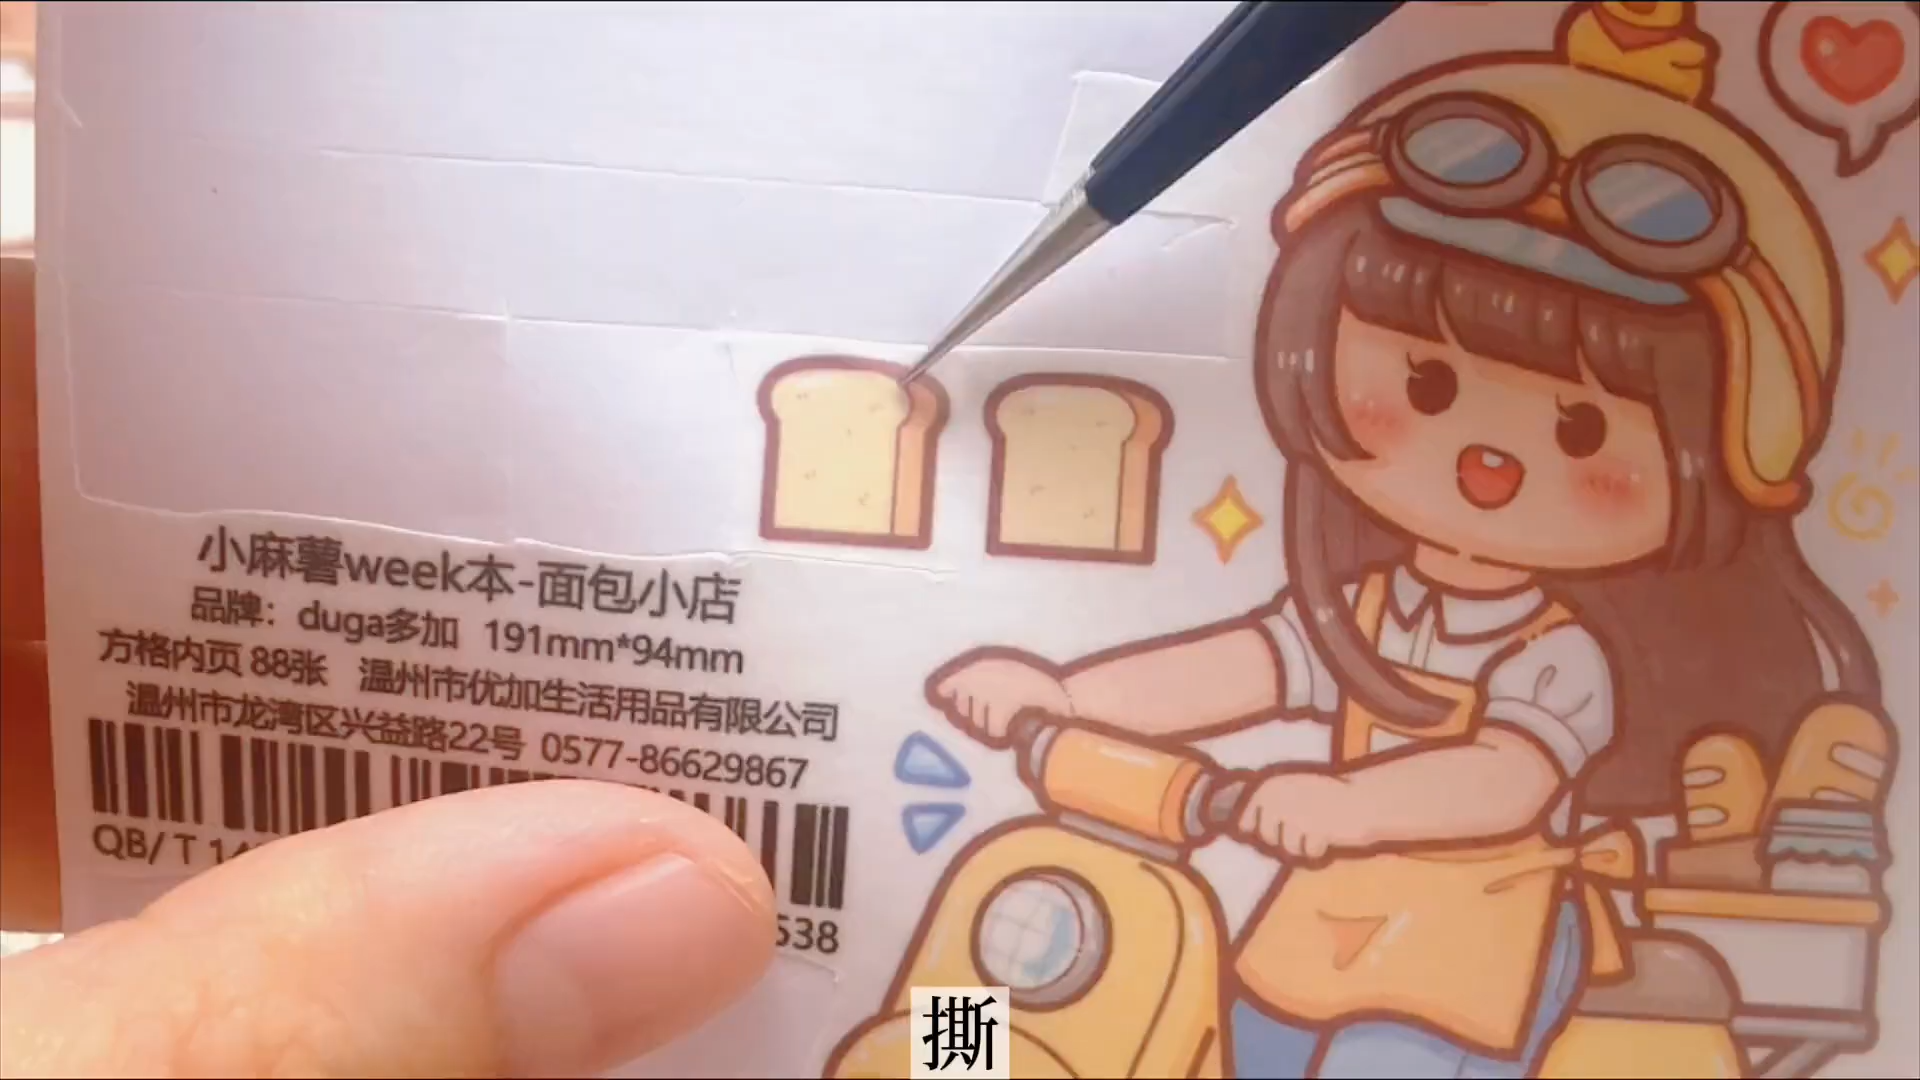 小麻薯week本-面包小店
品牌：duga多加 191mm*94mm
方格内页 88张 温州市优加生活用品有限公司
温州市龙湾区兴益路22号 0577-86629867
QB/T 14
538
撕